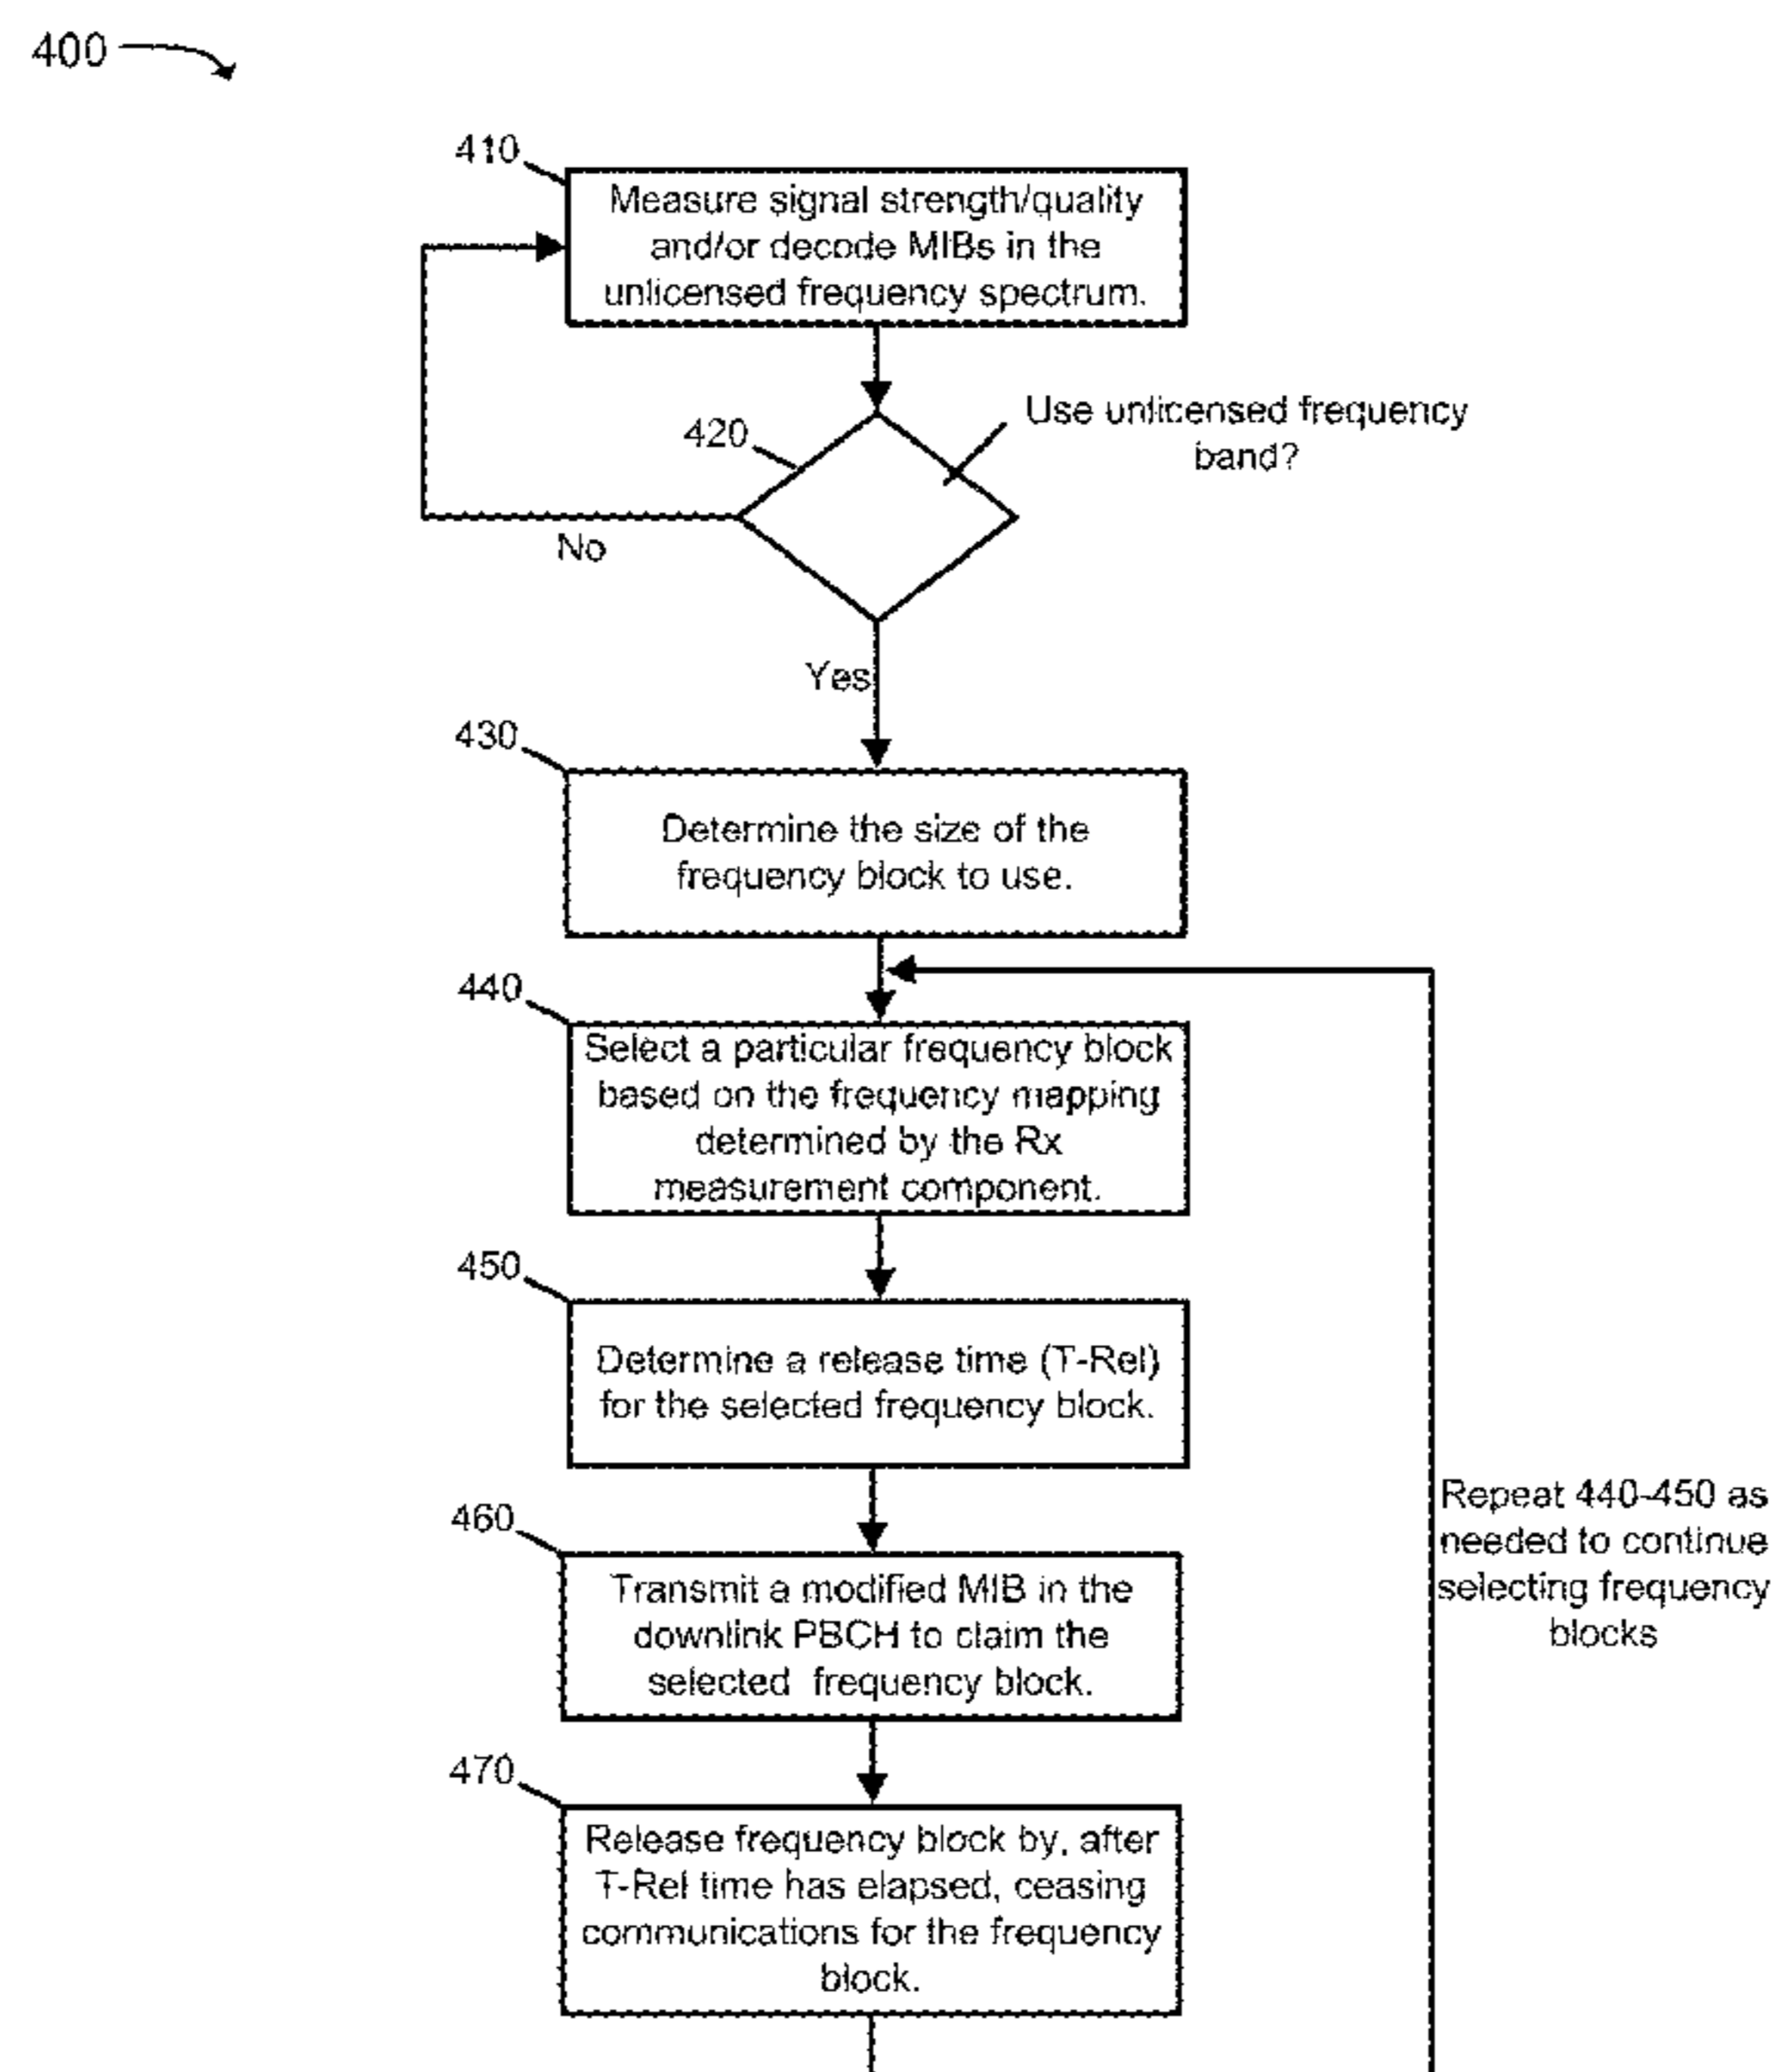 400
410
Measure signal strength/quality
and/or decode MIBs in the
unlicensed frequency spectrum.
420
Use unlicensed frequency
band?
No
Yes
430
Determine the size of the
frequency block to use.
440
Select a particular frequency block
based on the frequency mapping
determined by the Rx
measurement component.
450
Determine a release time (T-Rel)
for the selected frequency block.
460
Transmit a modified MIB in the
downlink PBCH to claim the
selected frequency block.
Repeat 440-450 as
needed to continue
selecting frequency
blocks
470
Release frequency block by, after
T-Rel time has elapsed, ceasing
communications for the frequency
block.